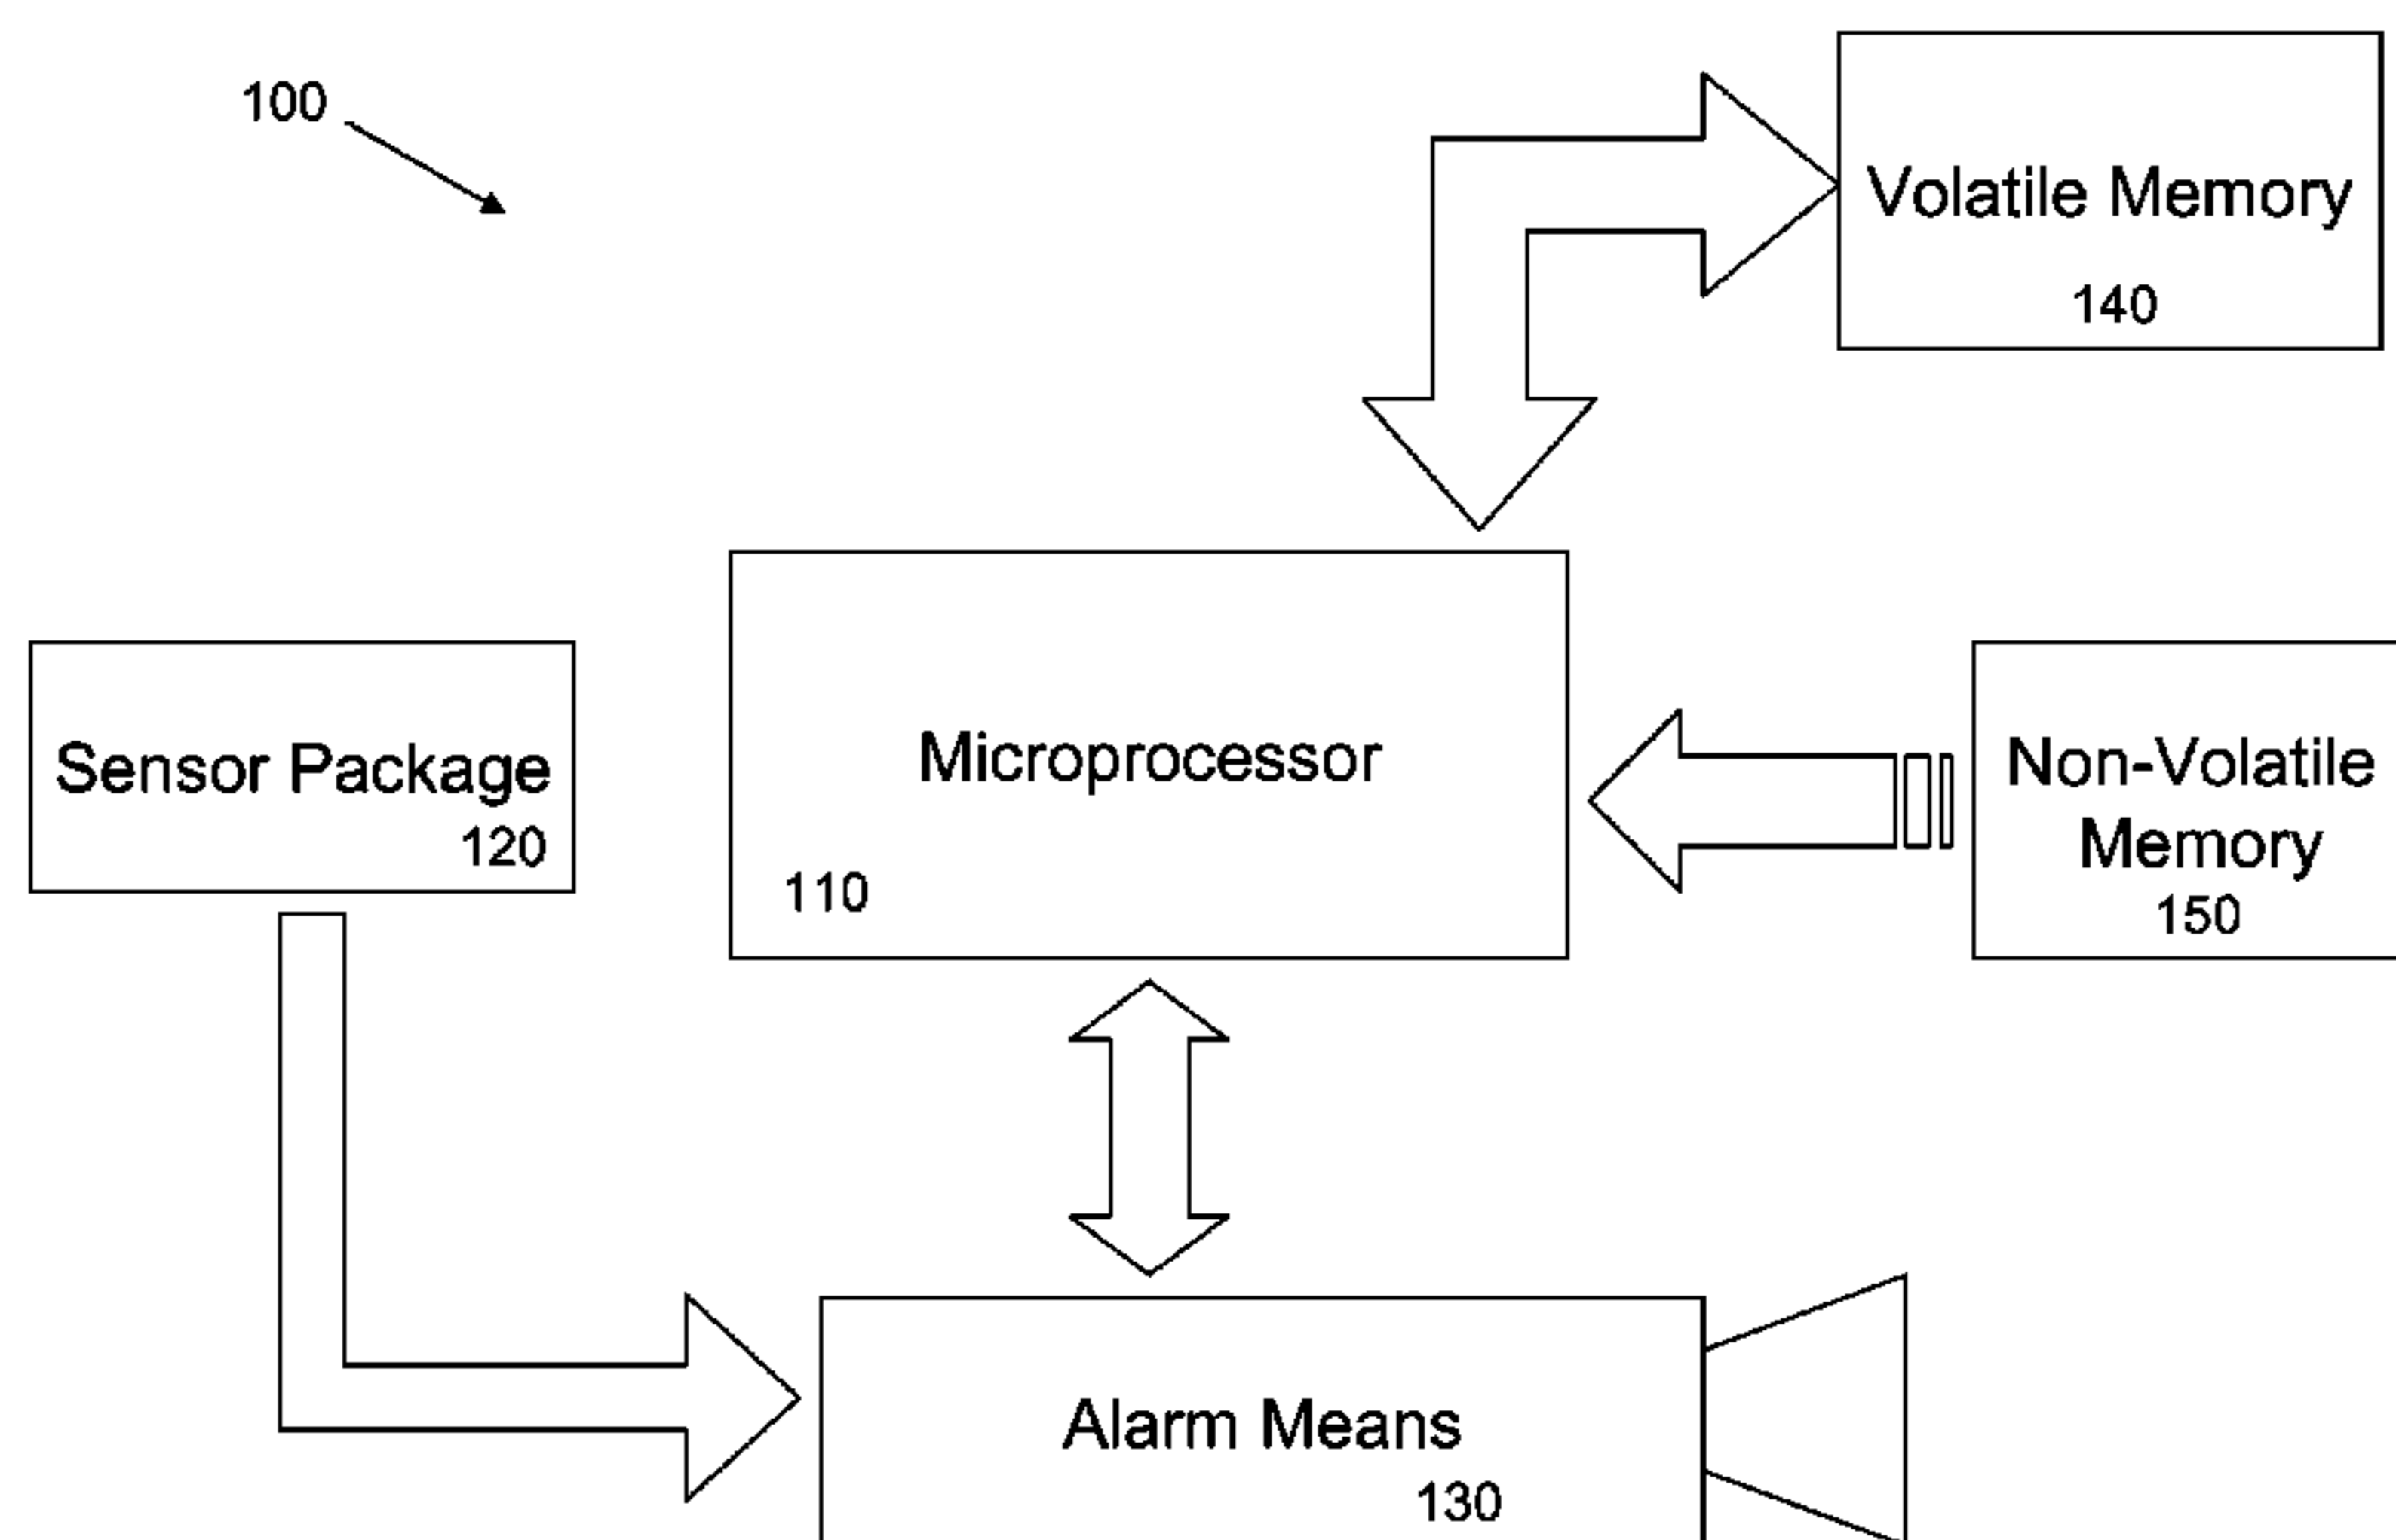 100
Volatile Memory
140
Sensor Package
120
Microprocessor
110
Non-Volatile
Memory
150
Alarm Means
130